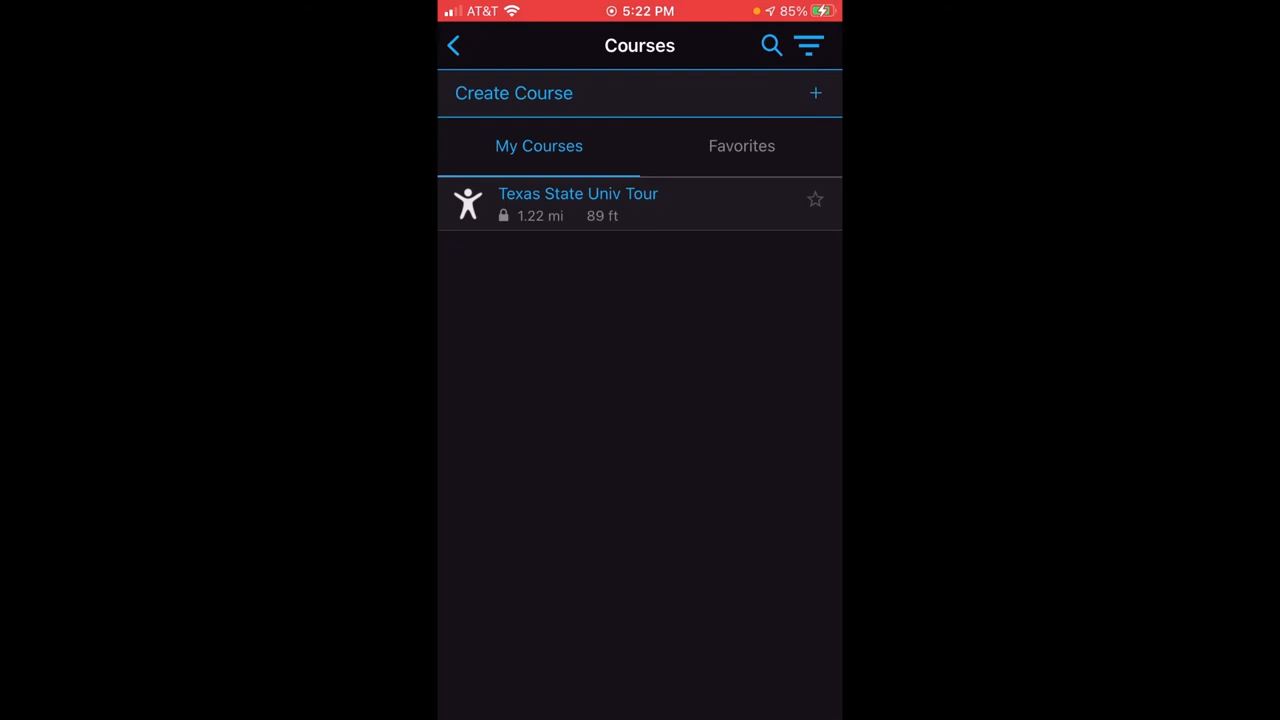 AT&T 5:22 PM 85%
Courses
Create Course +
My Courses Favorites
Texas State Univ Tour
1.22 mi 89 ft